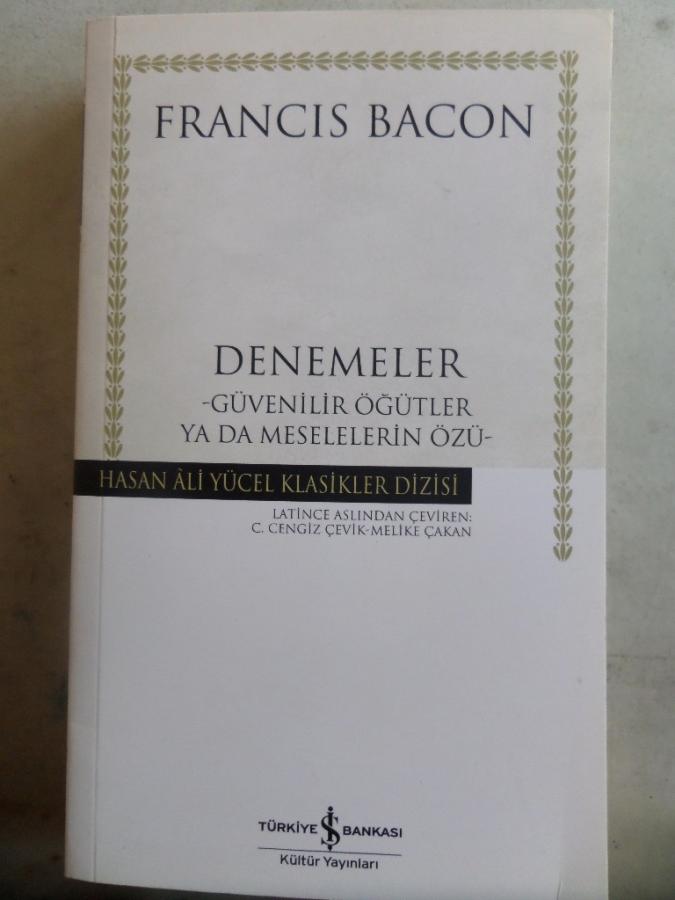 FRANCIS BACON
DENEMELER
-GÜVENİLİR ÖĞÜTLER
YA DA MESELELERİN ÖZÜ-
HASAN ÂLİ YÜCEL KLASİKLER DİZİSİ
LATİNCE ASLINDAN ÇEVİREN:
C. CENGİZ ÇEVİK-MELİKE ÇAKAN
TÜRKİYE İŞ BANKASI
Kültür Yayınları